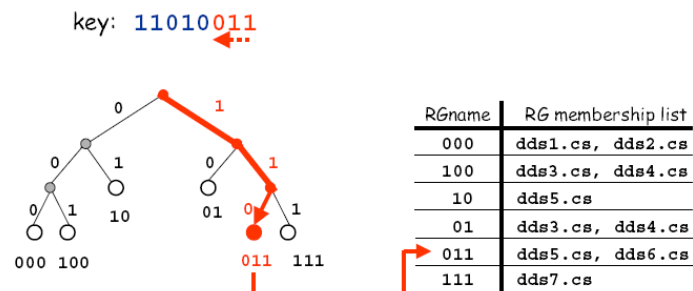 key: 11010011
0 1
0 1 0 1
0 1 10 01 0 1
000 100 011 111
RGname RG membership list
000 dds1.cs, dds2.cs
100 dds3.cs, dds4.cs
10 dds5.cs
01 dds3.cs, dds4.cs
011 dds5.cs, dds6.cs
111 dds7.cs